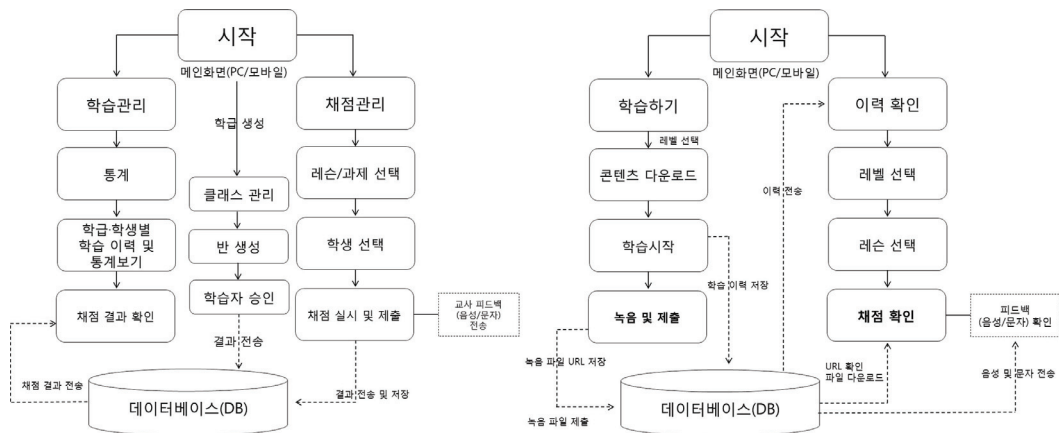 시작
메인화면(PC/모바일)
학습관리
통계
학급·학생별
학습 이력 및
통계보기
채점 결과 확인
채점 결과 전송
학급 생성
클래스 관리
반 생성
학습자 승인
결과 전송
채점관리
레슨/과제 선택
학생 선택
채점 실시 및 제출
교사 피드백
(음성/문자)
전송
결과 전송 및 저장
데이터베이스(DB)
시작
메인화면(PC/모바일)
학습하기
레벨 선택
콘텐츠 다운로드
학습시작
학습 이력 저장
녹음 및 제출
녹음 파일 URL 저장
녹음 파일 제출
이력 전송
이력 확인
레벨 선택
레슨 선택
채점 확인
피드백
(음성/문자) 확인
URL 확인
파일 다운로드
음성 및 문자 전송
데이터베이스(DB)